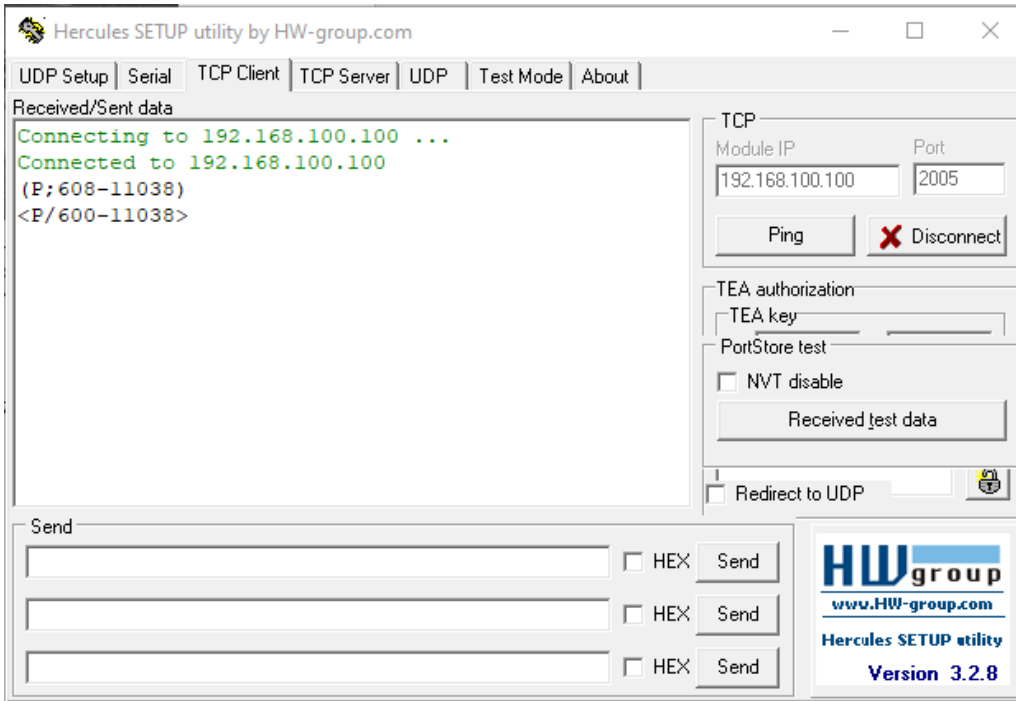 Hercules SETUP utility by HW-group.com
UDP Setup Serial TCP Client TCP Server UDP Test Mode About
Received/Sent data
Connecting to 192.168.100.100 ...
Connected to 192.168.100.100
(P;608-11038)
<P/600-11038>
TCP
Module IP Port
192.168.100.100 2005
Ping Disconnect
TEA authorization
TEA key
PortStore test
NVT disable
Received test data
Redirect to UDP
Send
HEX Send
HEX Send
HEX Send
HW group
www.HW-group.com
Hercules SETUP utility
Version 3.2.8